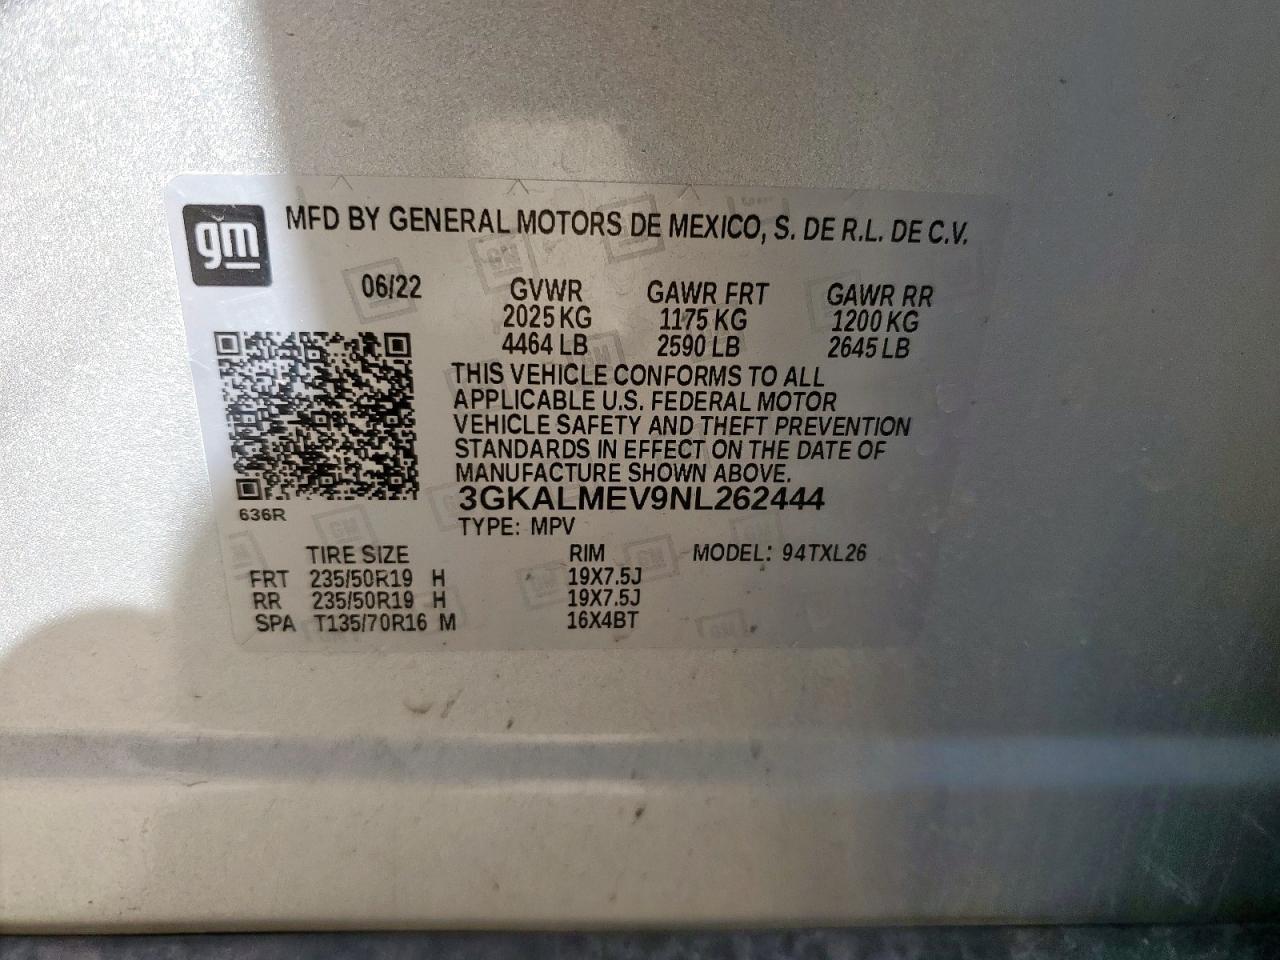 gm
MFD BY GENERAL MOTORS DE MEXICO, S. DE R.L. DE C.V.
06/22 GVWR GAWR FRT GAWR RR
2025 KG 1175 KG 1200 KG
4464 LB 2590 LB 2645 LB
THIS VEHICLE CONFORMS TO ALL
APPLICABLE U.S. FEDERAL MOTOR
VEHICLE SAFETY AND THEFT PREVENTION
STANDARDS IN EFFECT ON THE DATE OF
MANUFACTURE SHOWN ABOVE.
3GKALMEV9NL262444
636R
TYPE: MPV
TIRE SIZE RIM MODEL: 94TXL26
FRT 235/50R19 H 19X7.5J
RR 235/50R19 H 19X7.5J
SPA T135/70R16 M 16X4BT